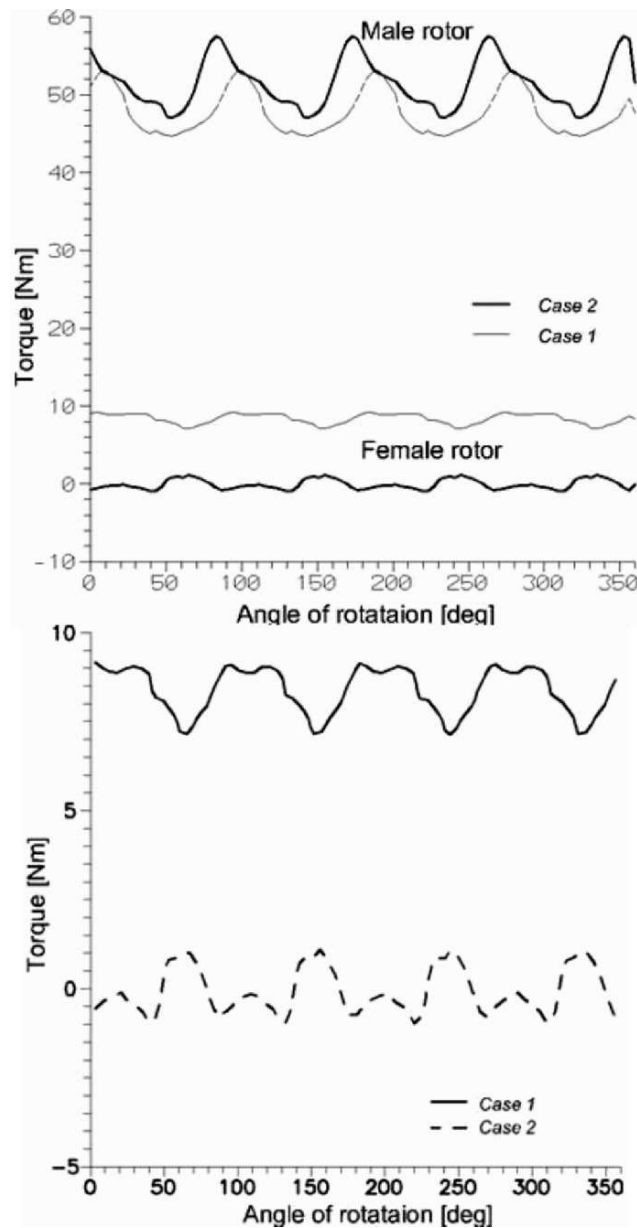 60
Male rotor
50
40
Torque [Nm]
30
Case 2
20
Case 1
10
Female rotor
0
-10
0 50 100 150 200 250 300 350
Angle of rotataion [deg]
10
5
Torque [Nm]
0
Case 1
Case 2
-5
0 50 100 150 200 250 300 350
Angle of rotataion [deg]